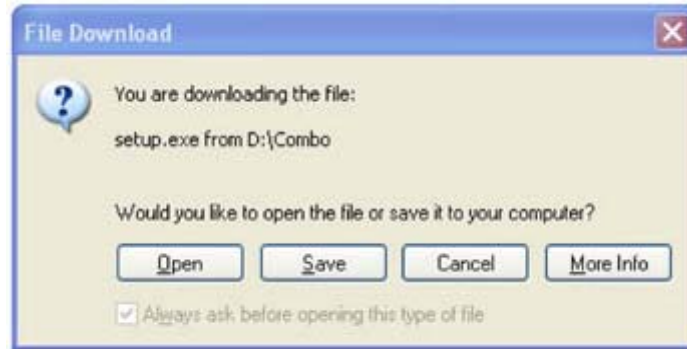 File Download
You are downloading the file:
setup.exe from D:\Combo
Would you like to open the file or save it to your computer?
Open Save Cancel More Info
Always ask before opening this type of file